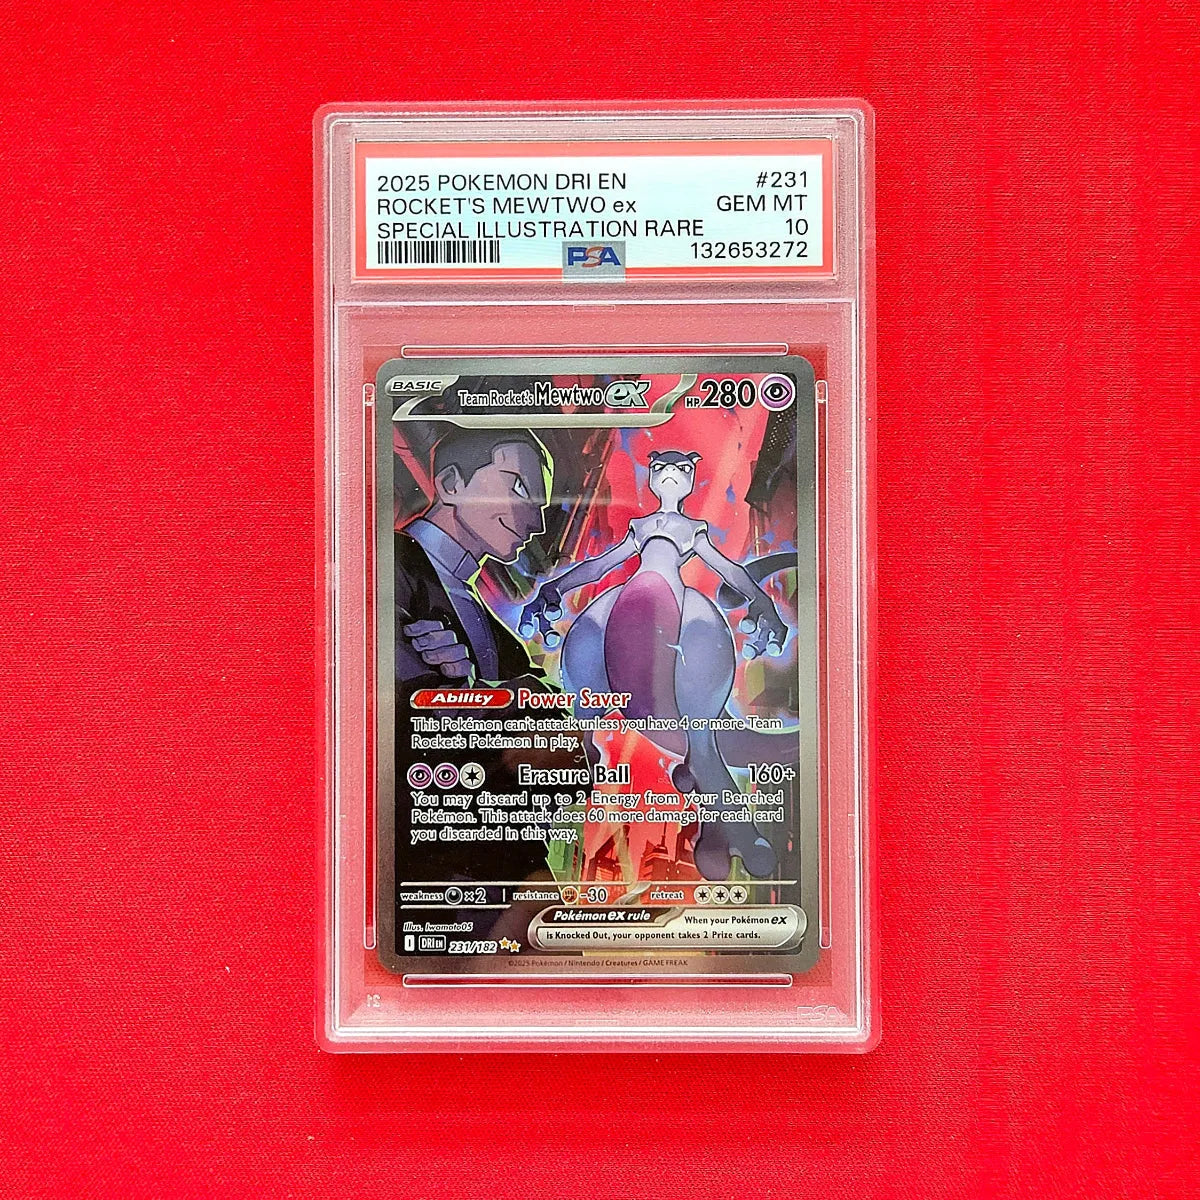 2025 POKEMON DRI EN #231
ROCKET'S MEWTWO ex GEM MT
SPECIAL ILLUSTRATION RARE 10
PSA 132653272
BASIC Team Rocket's Mewtwo ex HP 280
Ability Power Saver
This Pokémon can't attack unless you have 4 or more Team
Rocket's Pokémon in play.
Erasure Ball 160+
You may discard up to 2 Energy from your Benched
Pokémon. This attack does 60 more damage for each card
you discarded in this way.
weakness ×2 resistance -30 retreat
Pokémon ex rule When your Pokémon ex
is Knocked Out, your opponent takes 2 Prize cards.
Illus. Iwamoto05
I DRI EN 231/182
©2025 Pokémon / Nintendo / Creatures / GAME FREAK
21 PSA